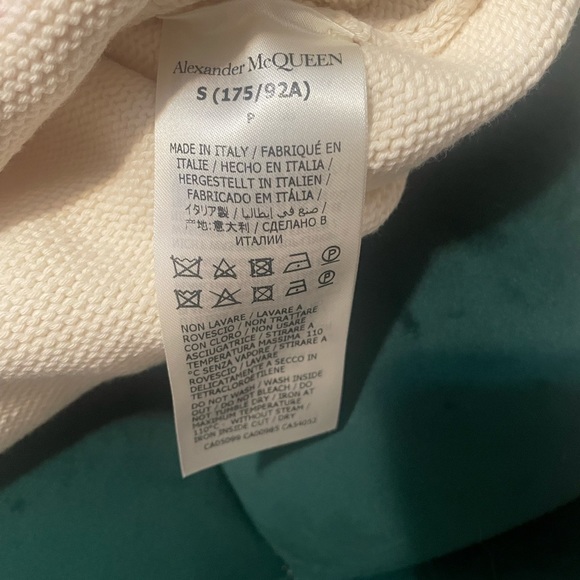 Alexander McQUEEN
S (175/92A)
P
MADE IN ITALY / FABRIQUÉ EN
ITALIE / HECHO EN ITALIA /
HERGESTELLT IN ITALIEN /
FABRICADO EM ITÁLIA /
イタリア製 / صنع في إيطاليا /
产地:意大利 / СДЕЛАНО В
ИТАЛИИ
P
P
NON LAVARE / LAVARE A
ROVESCIO / NON TRATTARE
CON CLORO / NON USARE
ASCIUGATRICE / STIRARE A
TEMPERATURA MASSIMA 110
°C SENZA VAPORE / STIRARE A
ROVESCIO / LAVARE
DELICATAMENTE A SECCO IN
TETRACLOROETILENE
DO NOT WASH / WASH INSIDE
OUT / DO NOT BLEACH / DO
NOT TUMBLE DRY / IRON AT
MAXIMUM TEMPERATURE
110°C - WITHOUT STEAM /
IRON INSIDE OUT / DRY
CA05099 CA00985 CA34052